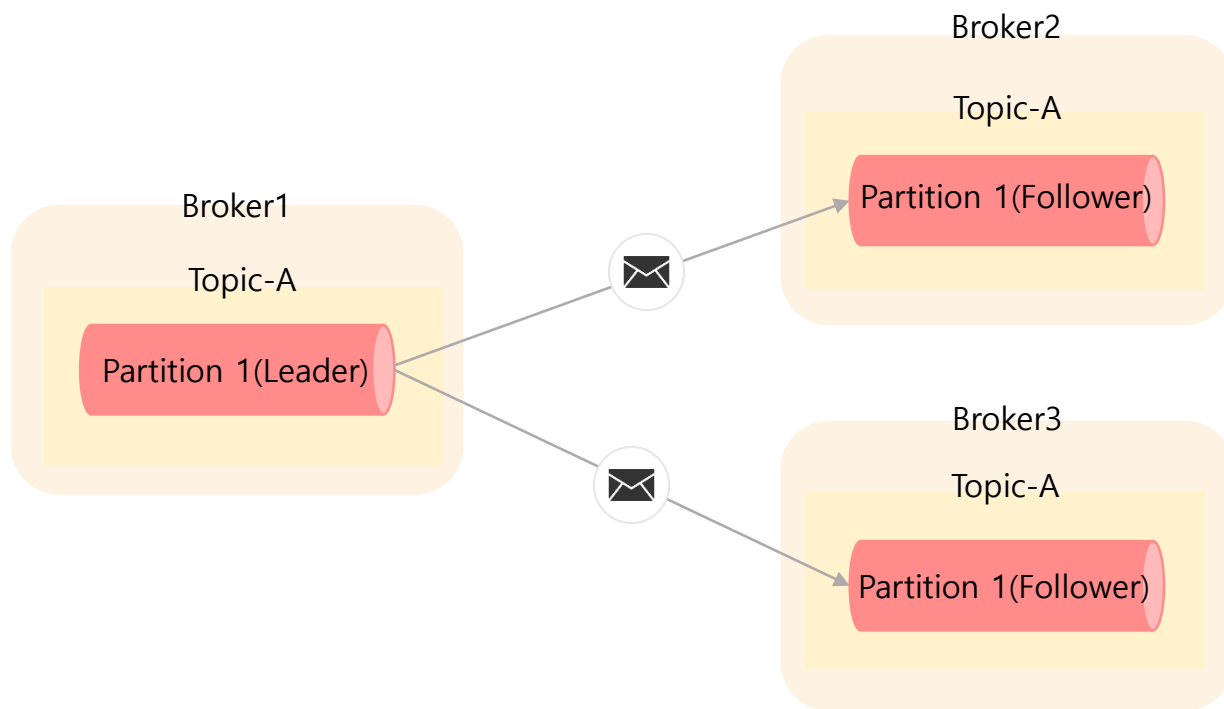 Broker1
Topic-A
Partition 1(Leader)
Broker2
Topic-A
Partition 1(Follower)
Broker3
Topic-A
Partition 1(Follower)